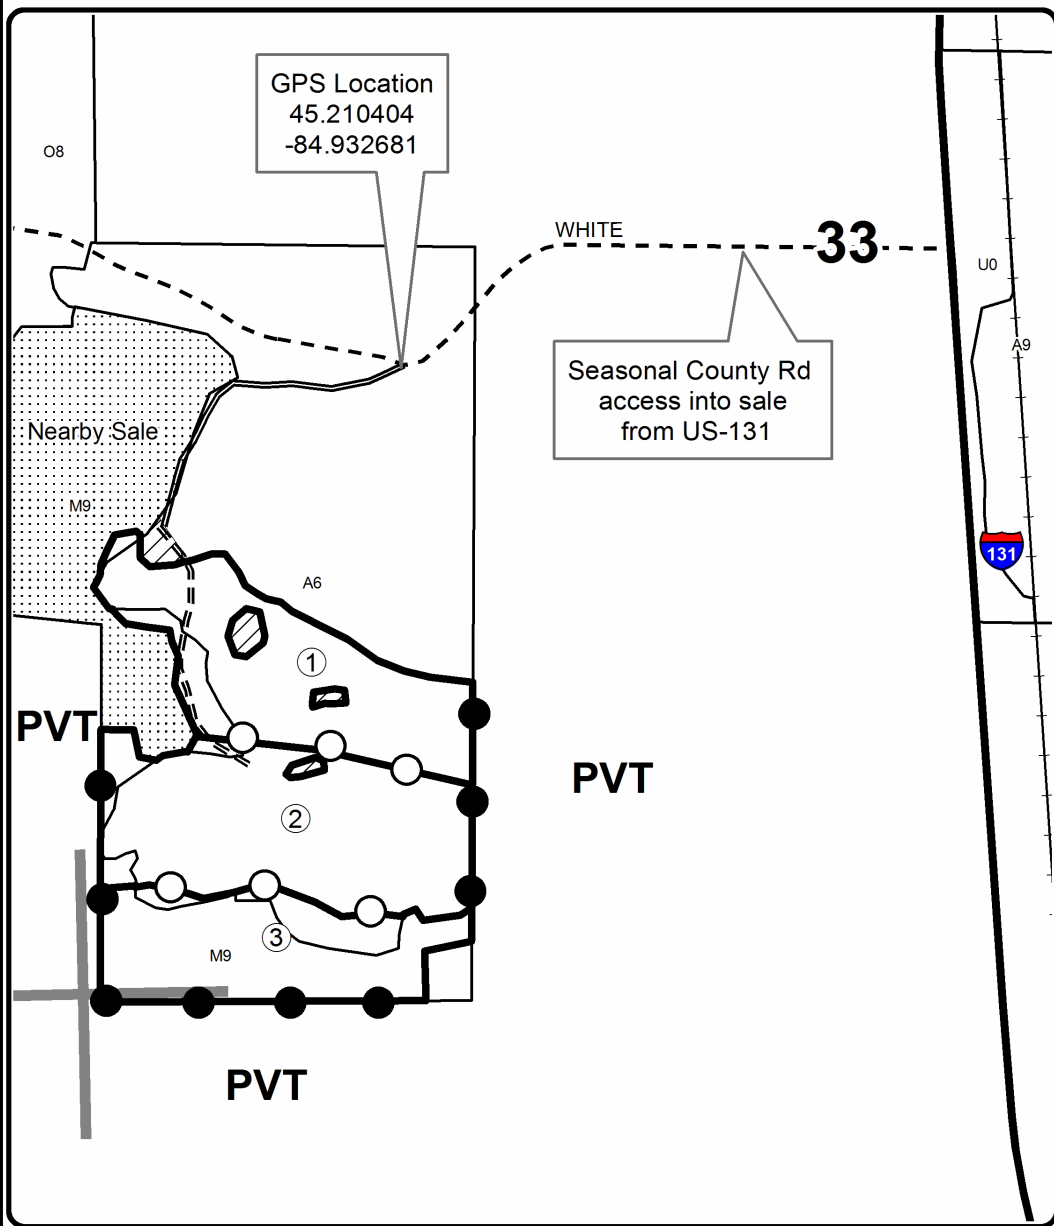 GPS Location
45.210404
-84.932681
O8
WHITE
33
U0
A9
Seasonal County Rd
access into sale
from US-131
Nearby Sale
M9
131
A6
1
PVT
PVT
2
3
M9
PVT